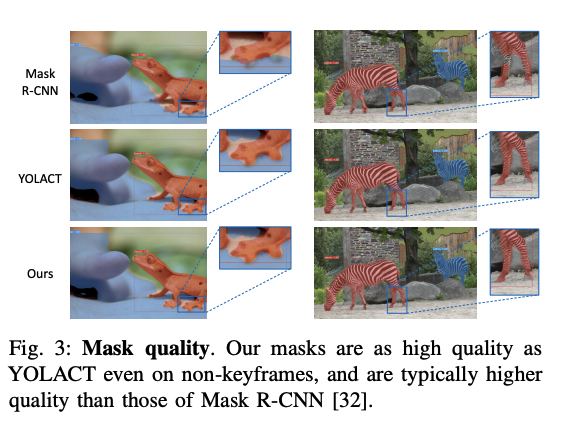 Mask
R-CNN
YOLACT
Ours
Fig. 3: Mask quality. Our masks are as high quality as
YOLACT even on non-keyframes, and are typically higher
quality than those of Mask R-CNN [32].